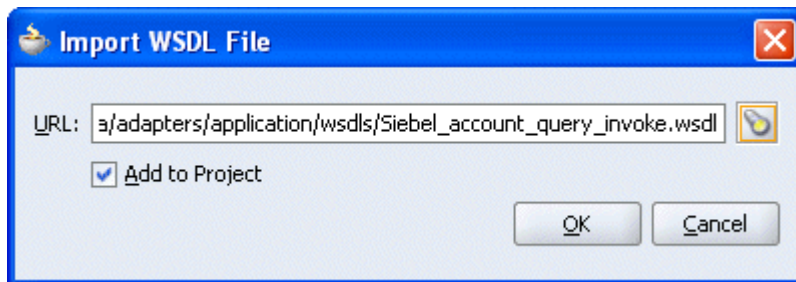 Import WSDL File
URL: a/adapters/application/wsdls/Siebel_account_query_invoke.wsdl
Add to Project
OK Cancel